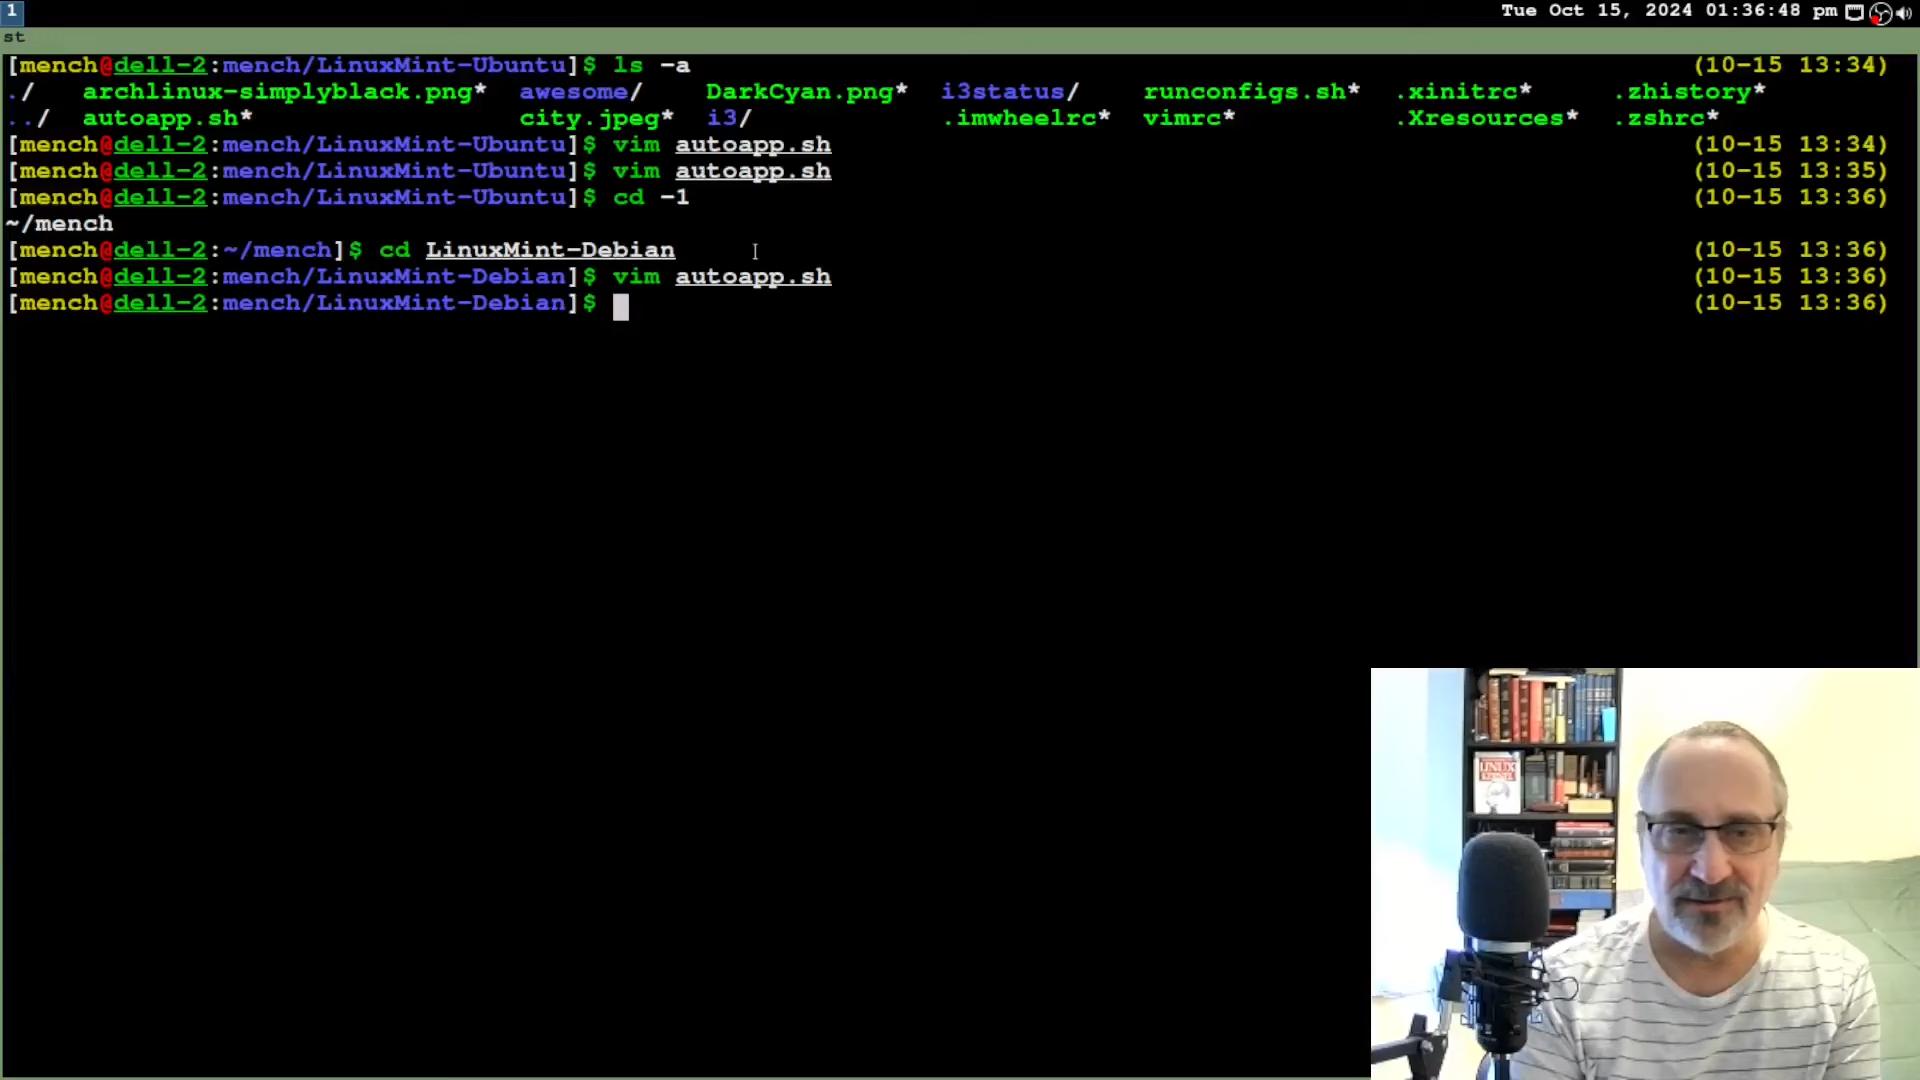 1
Tue Oct 15, 2024 01:36:48 pm
st
[mench@dell-2:mench/LinuxMint-Ubuntu]$ ls -a (10-15 13:34)
./ archlinux-simplyblack.png* awesome/ DarkCyan.png* i3status/ runconfigs.sh* .xinitrc* .zhistory*
../ autoapp.sh* city.jpeg* i3/ .imwheelrc* vimrc* .Xresources* .zshrc*
[mench@dell-2:mench/LinuxMint-Ubuntu]$ vim autoapp.sh (10-15 13:34)
[mench@dell-2:mench/LinuxMint-Ubuntu]$ vim autoapp.sh (10-15 13:35)
[mench@dell-2:mench/LinuxMint-Ubuntu]$ cd -1 (10-15 13:36)
~/mench
[mench@dell-2:~/mench]$ cd LinuxMint-Debian (10-15 13:36)
[mench@dell-2:mench/LinuxMint-Debian]$ vim autoapp.sh (10-15 13:36)
[mench@dell-2:mench/LinuxMint-Debian]$ (10-15 13:36)
LINUX
KERNEL